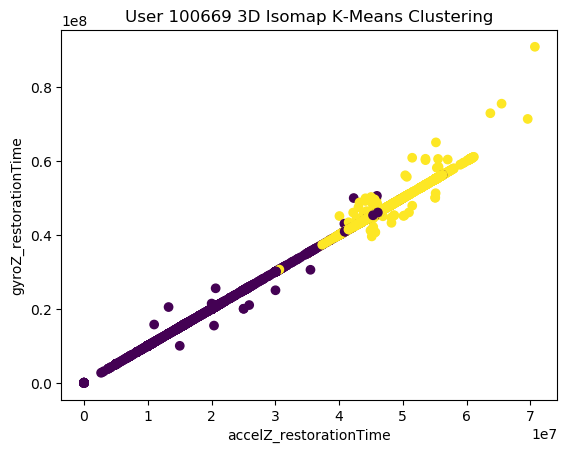 User 100669 3D Isomap K-Means Clustering
1e8
0.8
0.6
0.4
0.2
0.0
gyroZ_restorationTime
0 1 2 3 4 5 6 7
1e7
accelZ_restorationTime